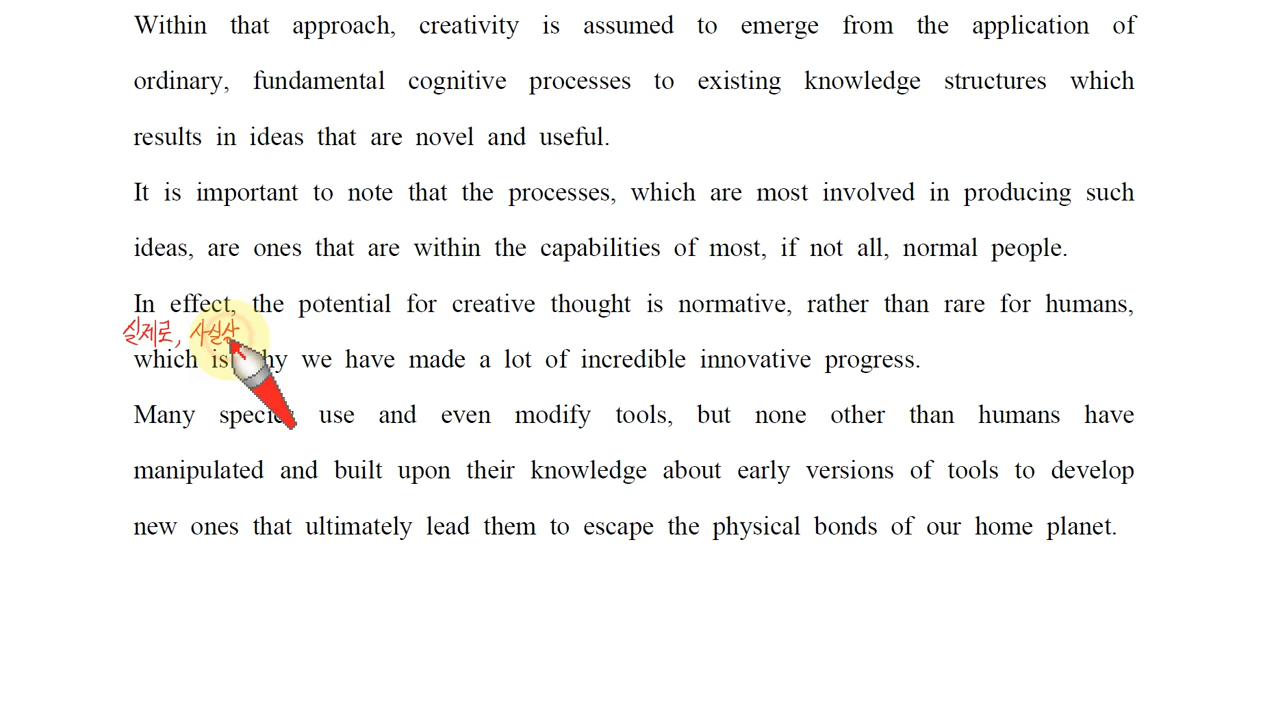 Within that approach, creativity is assumed to emerge from the application of
ordinary, fundamental cognitive processes to existing knowledge structures which
results in ideas that are novel and useful.
It is important to note that the processes, which are most involved in producing such
ideas, are ones that are within the capabilities of most, if not all, normal people.
In effect, the potential for creative thought is normative, rather than rare for humans,
실제로, 사실상
which is why we have made a lot of incredible innovative progress.
Many species use and even modify tools, but none other than humans have
manipulated and built upon their knowledge about early versions of tools to develop
new ones that ultimately lead them to escape the physical bonds of our home planet.